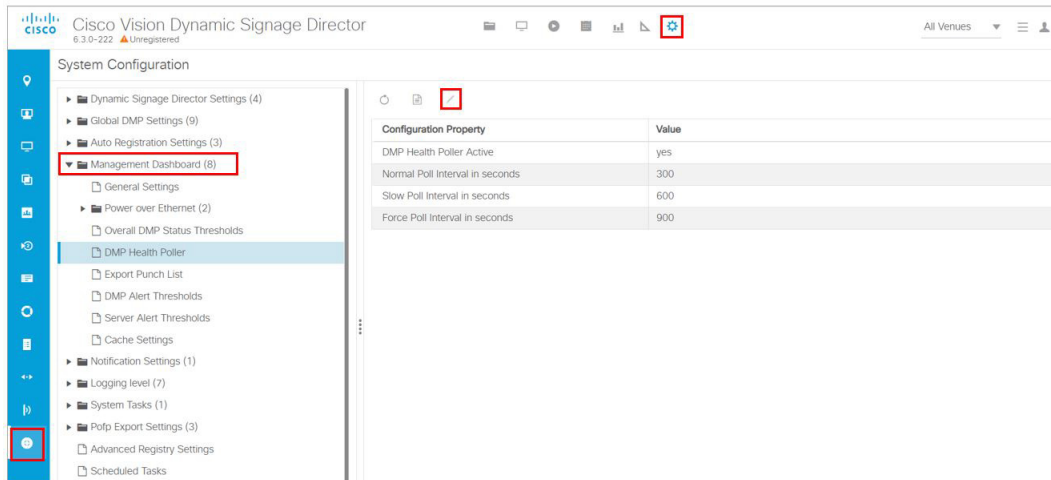 CISCO
Cisco Vision Dynamic Signage Director
6.3.0-222 Unregistered
All Venues
System Configuration
Dynamic Signage Director Settings (4)
Global DMP Settings (9)
Auto Registration Settings (3)
Management Dashboard (8)
General Settings
Power over Ethernet (2)
Overall DMP Status Thresholds
DMP Health Poller
Export Punch List
DMP Alert Thresholds
Server Alert Thresholds
Cache Settings
Notification Settings (1)
Logging level (7)
System Tasks (1)
Pofp Export Settings (3)
Advanced Registry Settings
Scheduled Tasks
Configuration Property Value
DMP Health Poller Active yes
Normal Poll Interval in seconds 300
Slow Poll Interval in seconds 600
Force Poll Interval in seconds 900